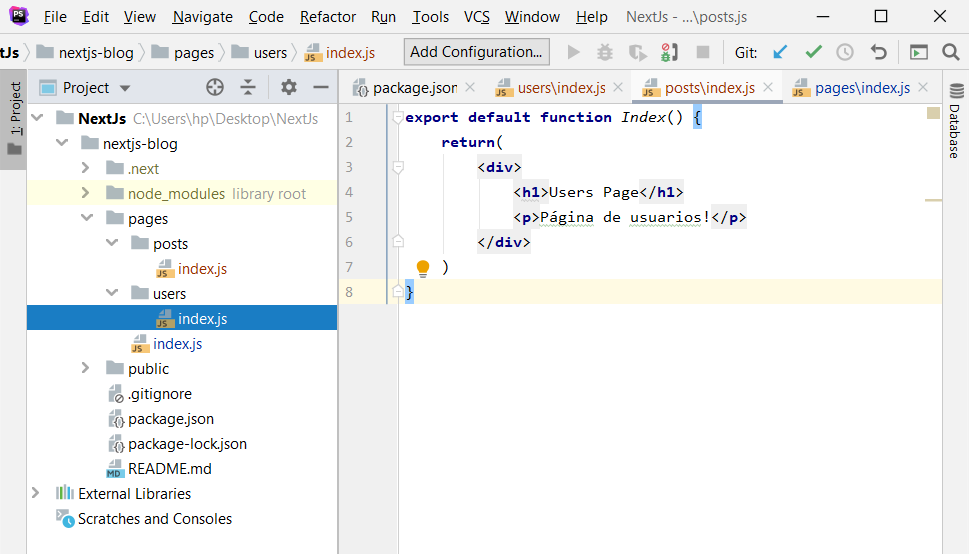 PS File Edit View Navigate Code Refactor Run Tools VCS Window Help NextJs - ...\posts.js
tJs nextjs-blog pages users index.js Add Configuration... Git:
Project package.json users\index.js posts\index.js pages\index.js
1: Project
NextJs C:\Users\hp\Desktop\NextJs
nextjs-blog
.next
node_modules library root
pages
posts
index.js
users
index.js
index.js
public
.gitignore
package.json
package-lock.json
README.md
External Libraries
Scratches and Consoles
1 export default function Index() {
2 return(
3 <div>
4 <h1>Users Page</h1>
5 <p>Página de usuarios!</p>
6 </div>
7 )
8 }
Database